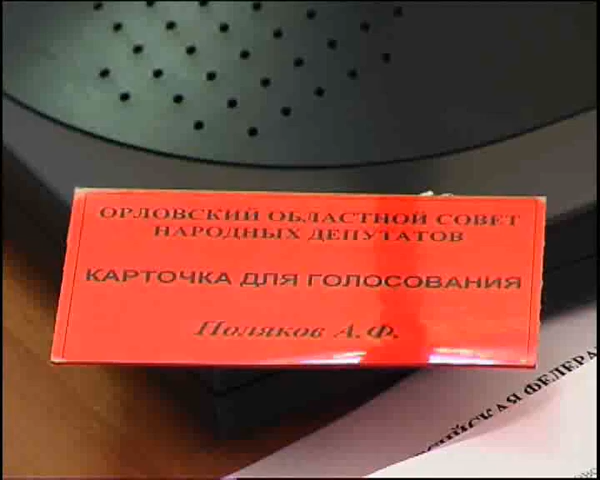 ОРЛОВСКИЙ ОБЛАСТНОЙ СОВЕТ
НАРОДНЫХ ДЕПУТАТОВ
КАРТОЧКА ДЛЯ ГОЛОСОВАНИЯ
Поляков А.Ф.